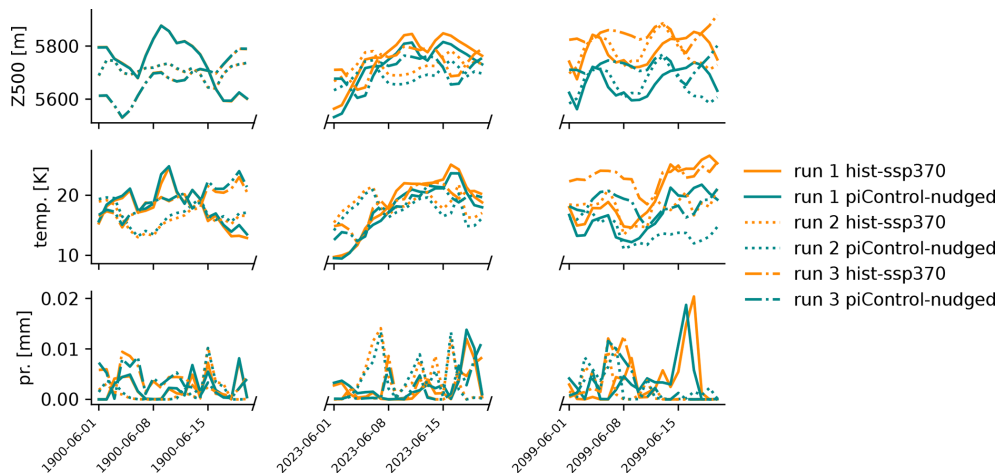 Z500 [m]
5800
5600
temp. [K]
20
10
pr. [mm]
0.02
0.01
0.00
1900-06-01
1900-06-08
1900-06-15
2023-06-01
2023-06-08
2023-06-15
2099-06-01
2099-06-08
2099-06-15
run 1 hist-ssp370
run 1 piControl-nudged
run 2 hist-ssp370
run 2 piControl-nudged
run 3 hist-ssp370
run 3 piControl-nudged